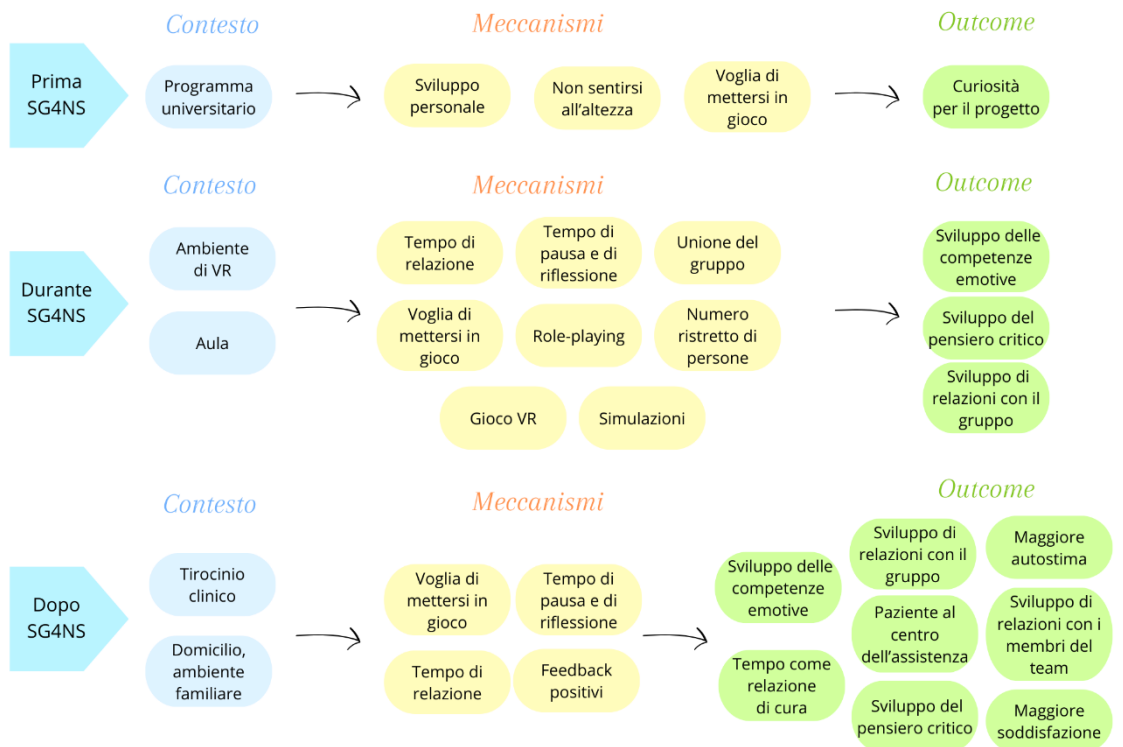 Contesto
Meccanismi
Outcome
Prima
SG4NS
Programma
universitario
Sviluppo
personale
Non sentirsi
all'altezza
Voglia di
mettersi in
gioco
Curiosità
per il progetto
Contesto
Meccanismi
Outcome
Durante
SG4NS
Ambiente
di VR
Aula
Tempo di
relazione
Tempo di
pausa e di
riflessione
Unione del
gruppo
Voglia di
mettersi in
gioco
Role-playing
Numero
ristretto di
persone
Gioco VR
Simulazioni
Sviluppo delle
competenze
emotive
Sviluppo del
pensiero critico
Sviluppo di
relazioni con il
gruppo
Contesto
Meccanismi
Outcome
Dopo
SG4NS
Tirocinio
clinico
Domicilio,
ambiente
familiare
Voglia di
mettersi in
gioco
Tempo di
pausa e di
riflessione
Tempo di
relazione
Feedback
positivi
Sviluppo delle
competenze
emotive
Tempo come
relazione
di cura
Sviluppo di
relazioni con il
gruppo
Paziente al
centro
dell'assistenza
Sviluppo del
pensiero critico
Maggiore
autostima
Sviluppo di
relazioni con i
membri del
team
Maggiore
soddisfazione